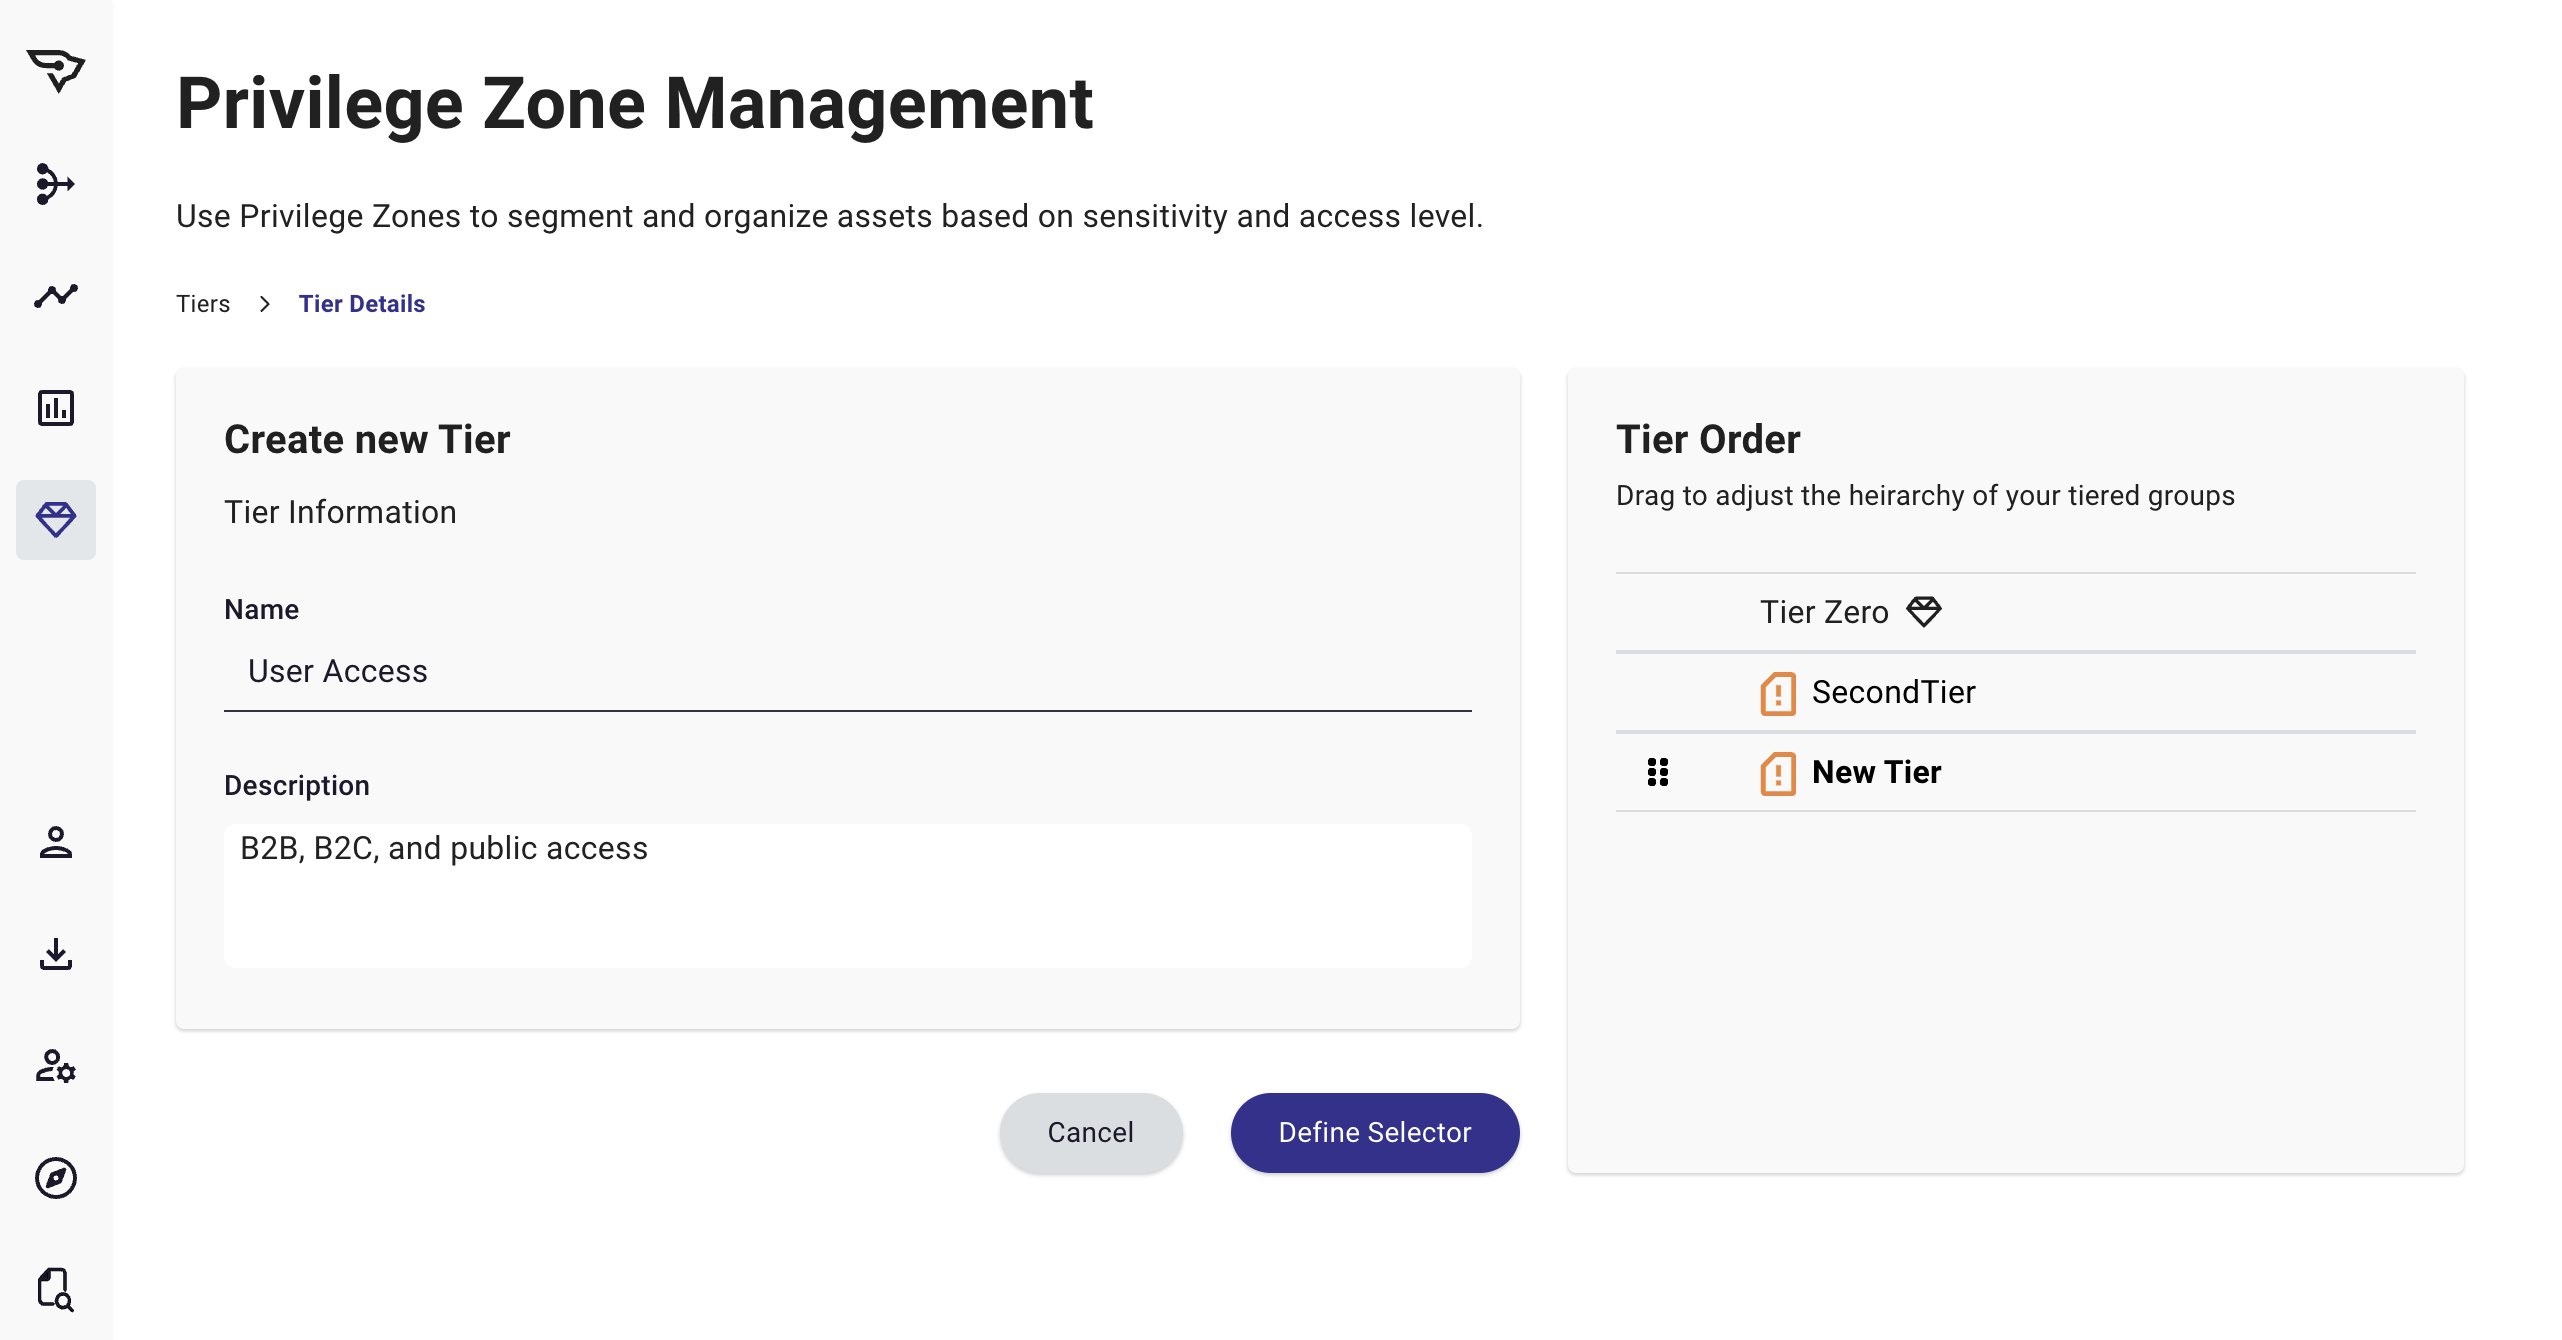 Privilege Zone Management
Use Privilege Zones to segment and organize assets based on sensitivity and access level.
Tiers > Tier Details
Create new Tier
Tier Information
Name
User Access
Description
B2B, B2C, and public access
Cancel
Define Selector
Tier Order
Drag to adjust the heirarchy of your tiered groups
Tier Zero
SecondTier
New Tier